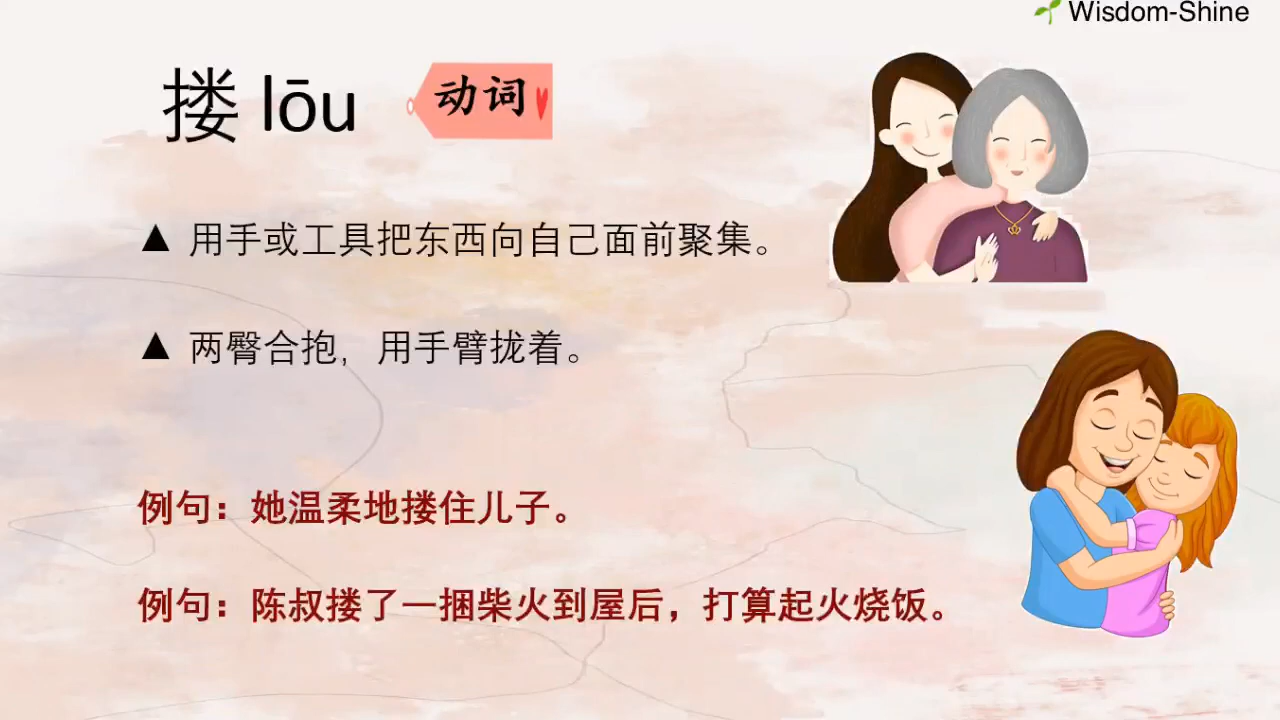 Wisdom-Shine
搂 lōu 动词
▲ 用手或工具把东西向自己面前聚集。
▲ 两臀合抱，用手臂拢着。
例句：她温柔地搂住儿子。
例句：陈叔搂了一捆柴火到屋后，打算起火烧饭。